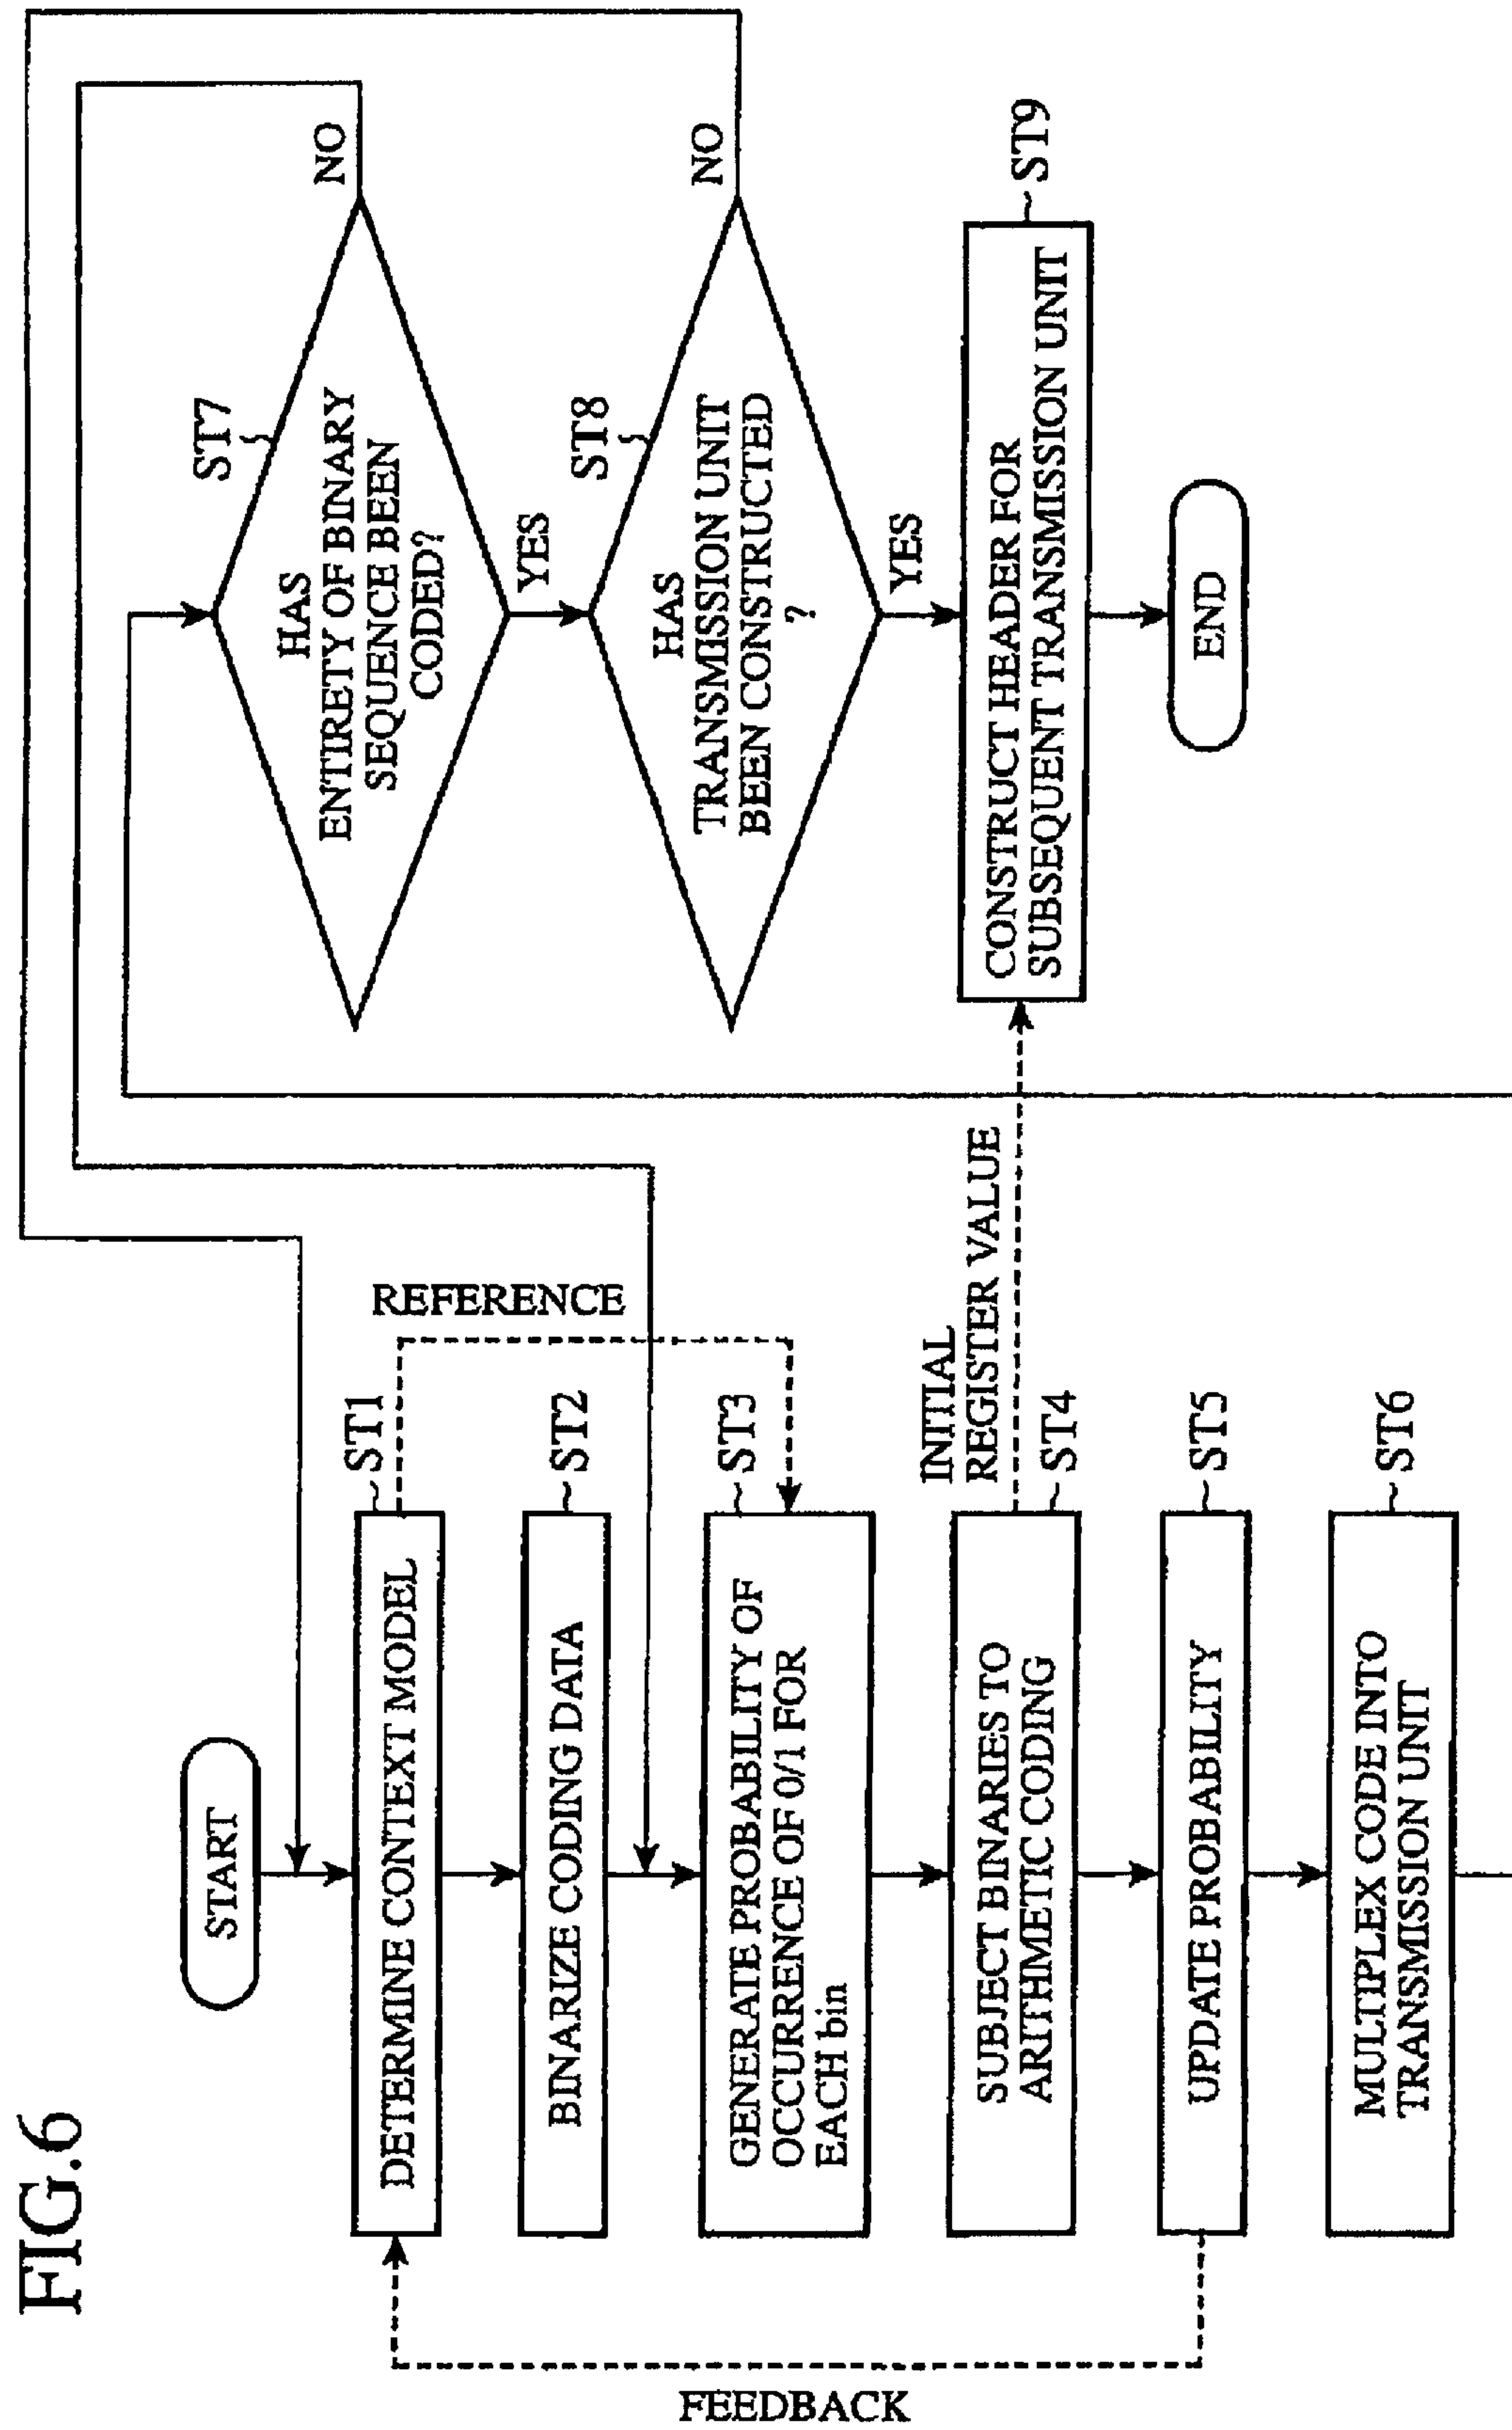 FIG.6
START
DETERMINE CONTEXT MODEL
ST1
REFERENCE
BINARIZE CODING DATA
ST2
GENERATE PROBABILITY OF
OCCURRENCE OF 0/1 FOR
EACH bin
ST3
SUBJECT BINARIES TO
ARITHMETIC CODING
ST4
INITIAL
REGISTER VALUE
UPDATE PROBABILITY
ST5
FEEDBACK
MULTIPLEX CODE INTO
TRANSMISSION UNIT
ST6
ST7
HAS
ENTIRETY OF BINARY
SEQUENCE BEEN
CODED?
NO
YES
ST8
HAS
TRANSMISSION UNIT
BEEN CONSTRUCTED
?
NO
YES
CONSTRUCT HEADER FOR
SUBSEQUENT TRANSMISSION UNIT
ST9
END